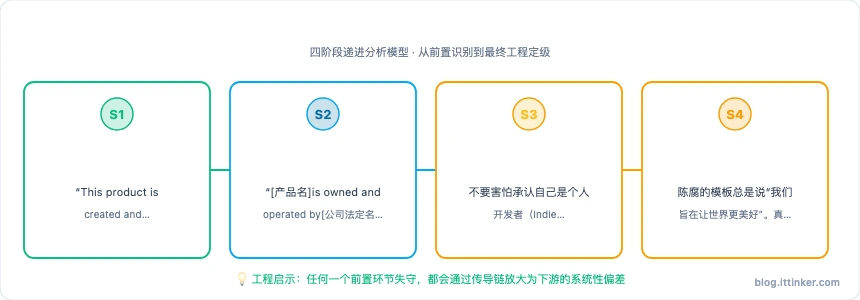 四阶段递进分析模型 · 从前置识别到最终工程定级
S1
“This product is
created and...
S2
“[产品名]is owned and
operated by[公司法定名...
S3
不要害怕承认自己是个人
开发者（Indie...
S4
陈腐的模板总是说“我们
旨在让世界更美好”。真...
💡 工程启示：任何一个前置环节失守，都会通过传导链放大为下游的系统性偏差
blog.ittinker.com